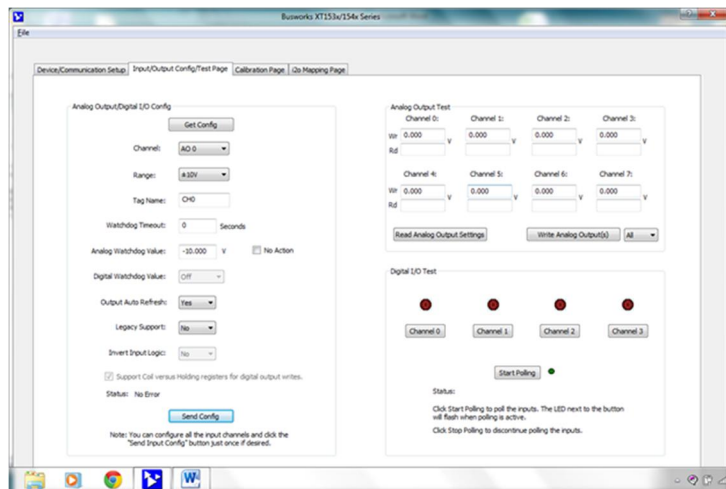 Busworks XT153x/154x Series
File
Device/Communication Setup
Input/Output Config/Test Page
Calibration Page
i2o Mapping Page
Analog Output/Digital I/O Config
Get Config
Channel: AO 0
Range: ±10V
Tag Name: CH0
Watchdog Timeout: 0 Seconds
Analog Watchdog Value: -10.000 V No Action
Digital Watchdog Value: Off
Output Auto Refresh: Yes
Legacy Support: No
Invert Input Logic: No
Support Coil versus Holding registers for digital output writes.
Status: No Error
Send Config
Note: You can configure all the input channels and click the
"Send Input Config" button just once if desired.
Analog Output Test
Channel 0: Channel 1: Channel 2: Channel 3:
Wr 0.000 V 0.000 V 0.000 V 0.000 V
Rd
Channel 4: Channel 5: Channel 6: Channel 7:
Wr 0.000 V 0.000 V 0.000 V 0.000 V
Rd
Read Analog Output Settings Write Analog Output(s) All
Digital I/O Test
Channel 0 Channel 1 Channel 2 Channel 3
Start Polling
Status:
Click Start Polling to poll the inputs. The LED next to the button
will flash when polling is active.
Click Stop Polling to discontinue polling the inputs.